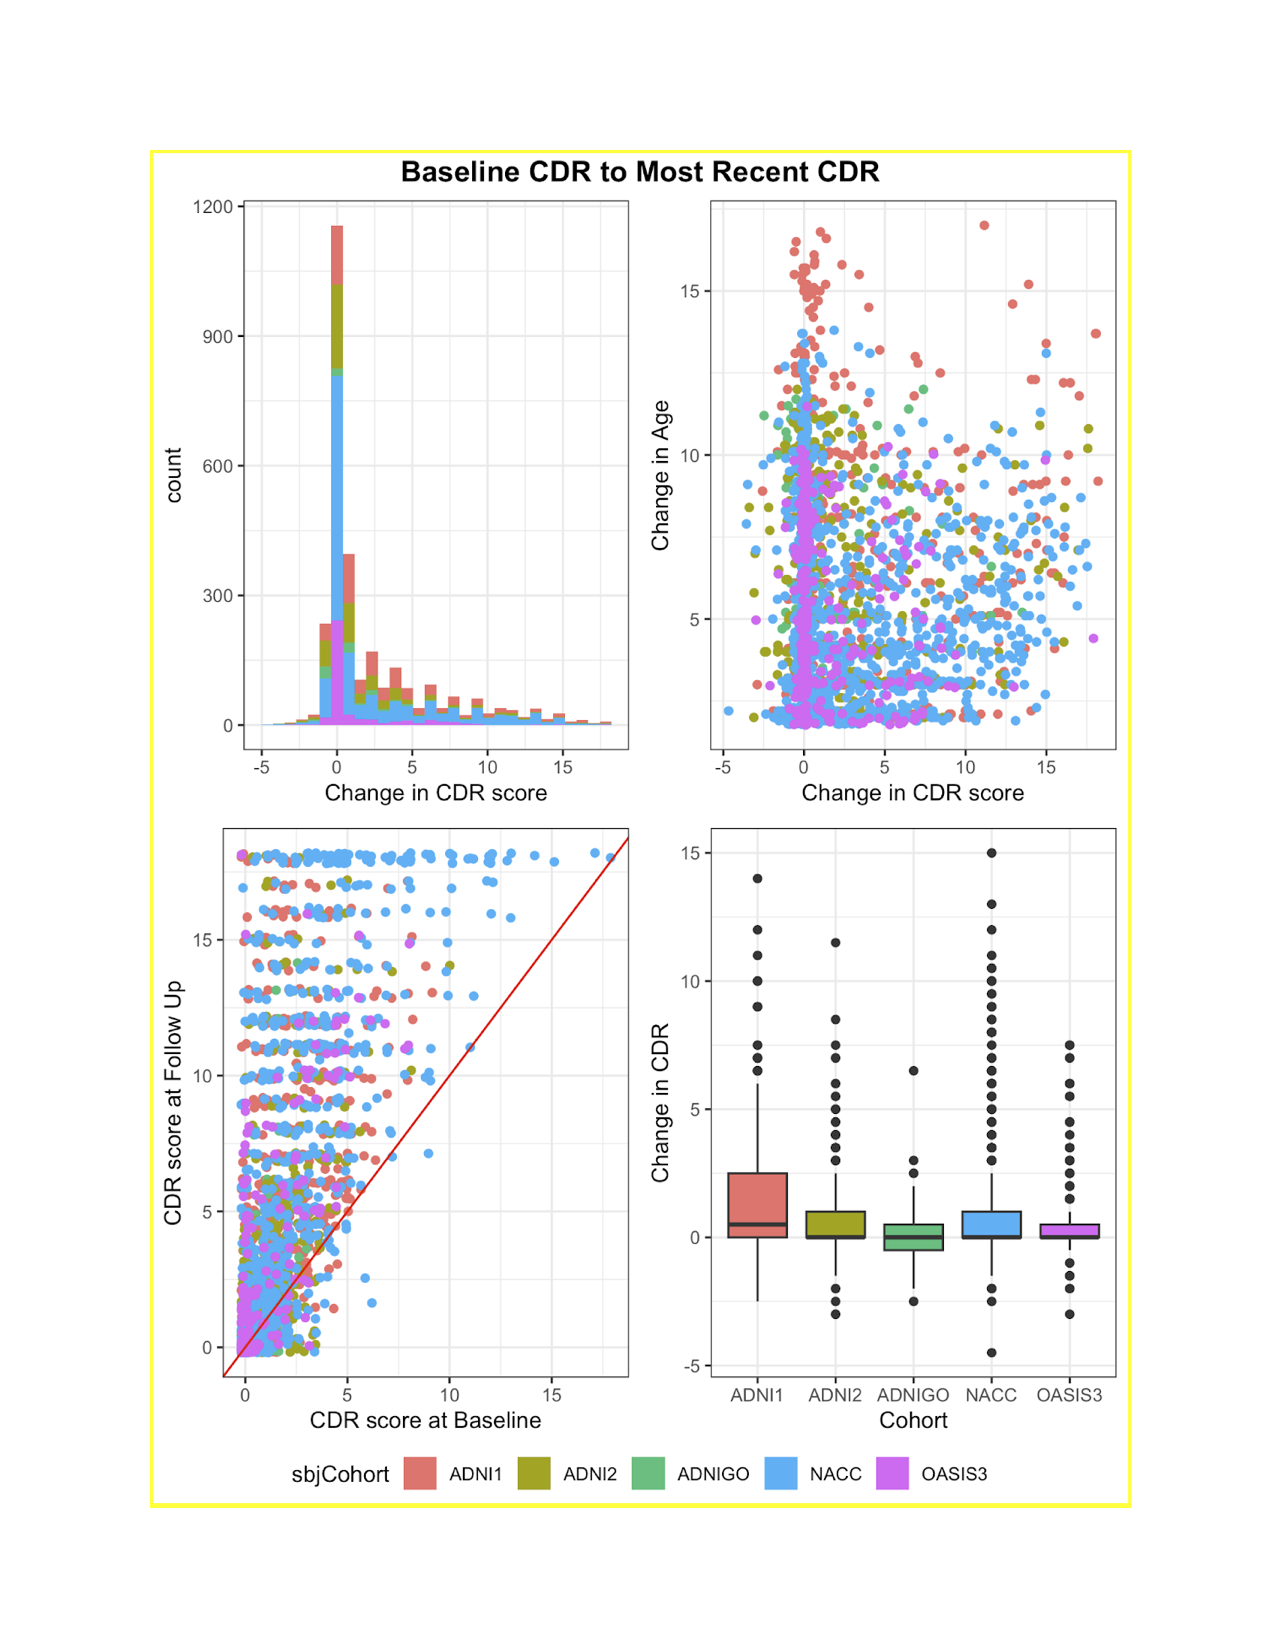 Baseline CDR to Most Recent CDR
1200
900
600
300
0
count
-5 0 5 10 15
Change in CDR score
15
10
5
Change in Age
-5 0 5 10 15
Change in CDR score
15
10
5
0
CDR score at Follow Up
0 5 10 15
CDR score at Baseline
15
10
5
0
-5
Change in CDR
ADNI1 ADNI2 ADNIGO NACC OASIS3
Cohort
sbjCohort ADNI1 ADNI2 ADNIGO NACC OASIS3